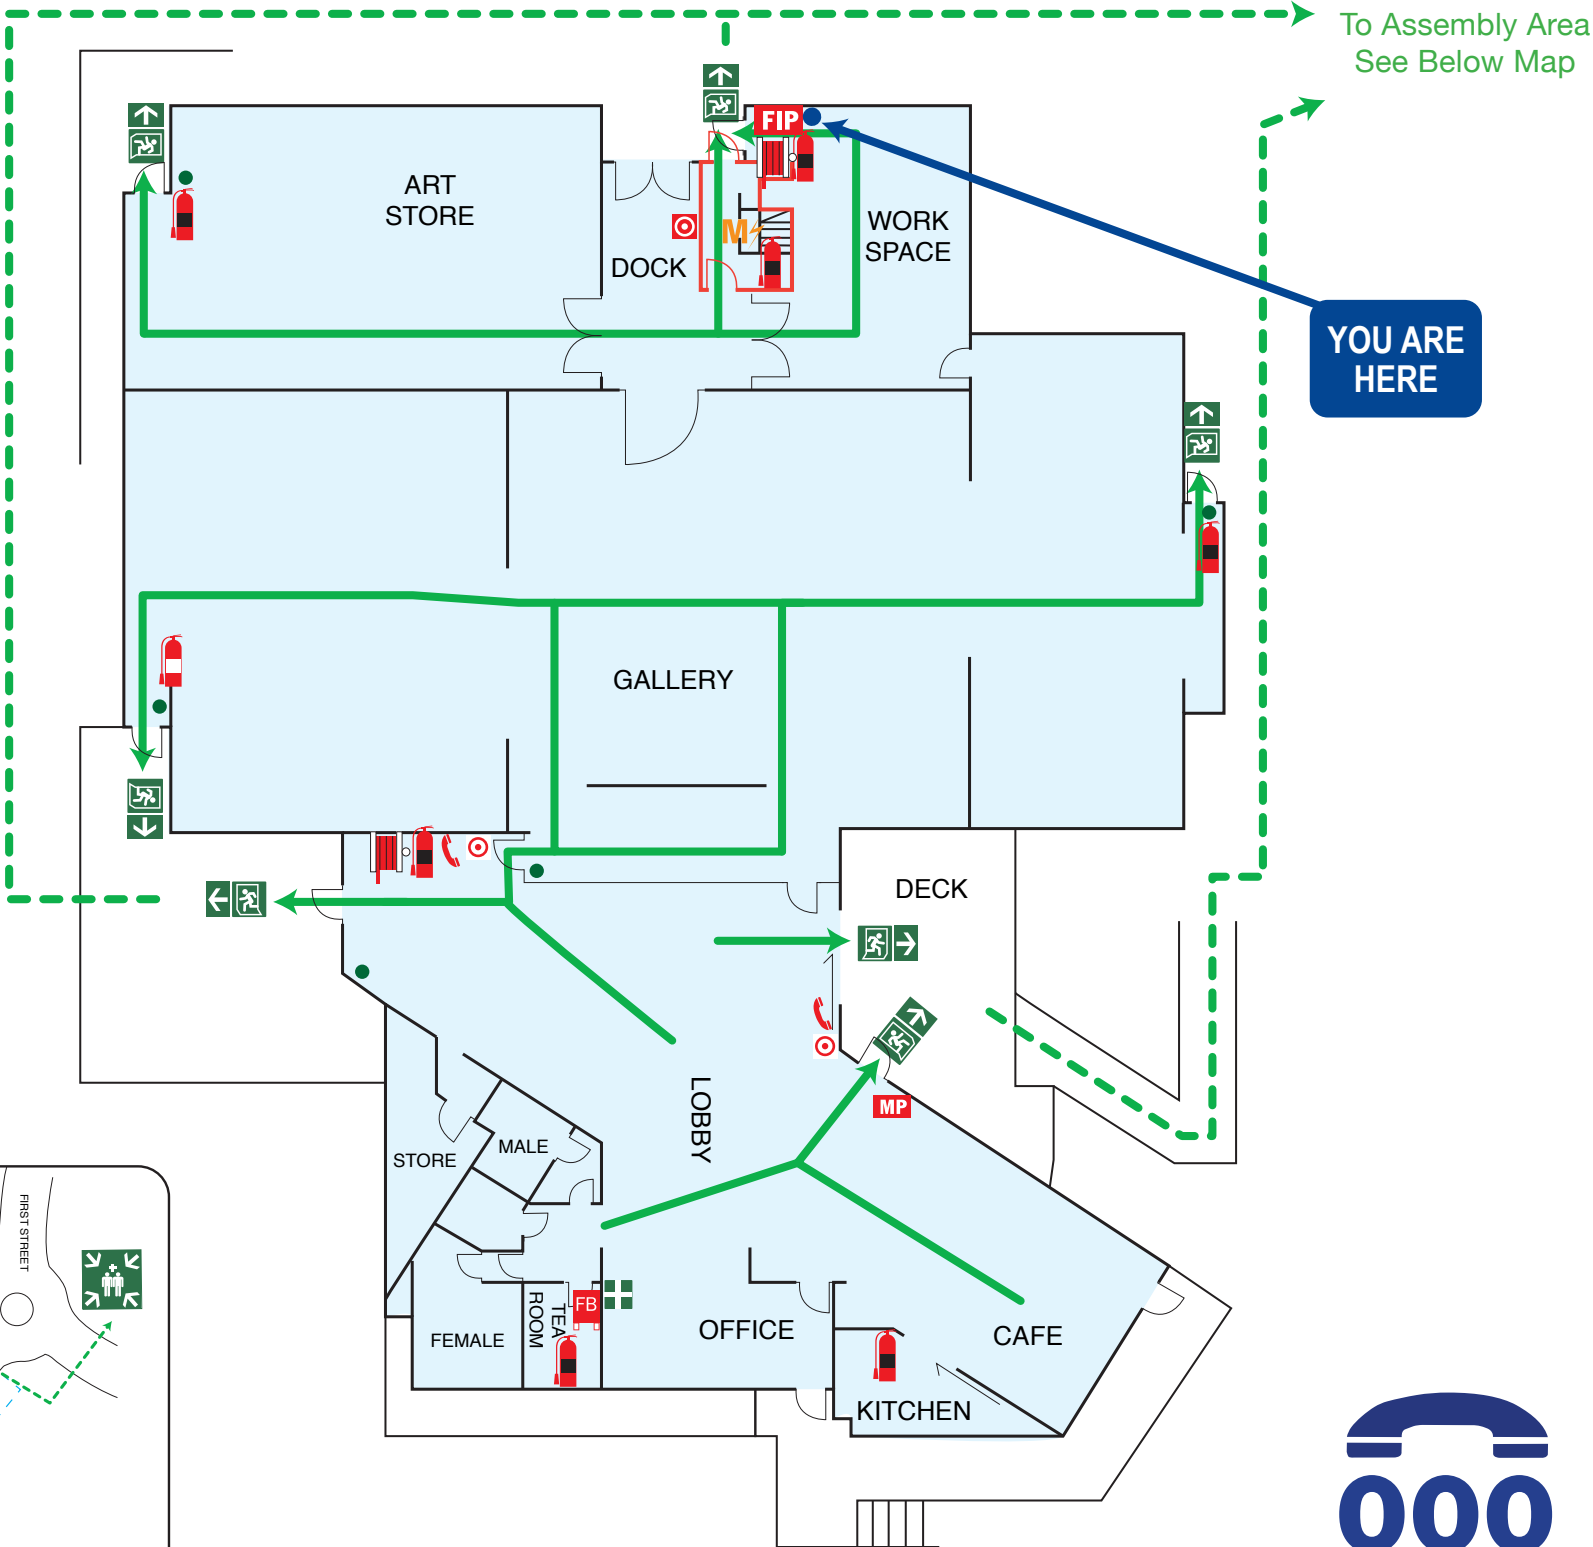 To Assembly Area
See Below Map
FIP
ART
STORE
WORK
SPACE
M
DOCK
YOU ARE
HERE
GALLERY
DECK
LOBBY
MP
MALE
STORE
FIRST STREET
TEA
ROOM
FB
FEMALE
OFFICE
CAFE
KITCHEN
000